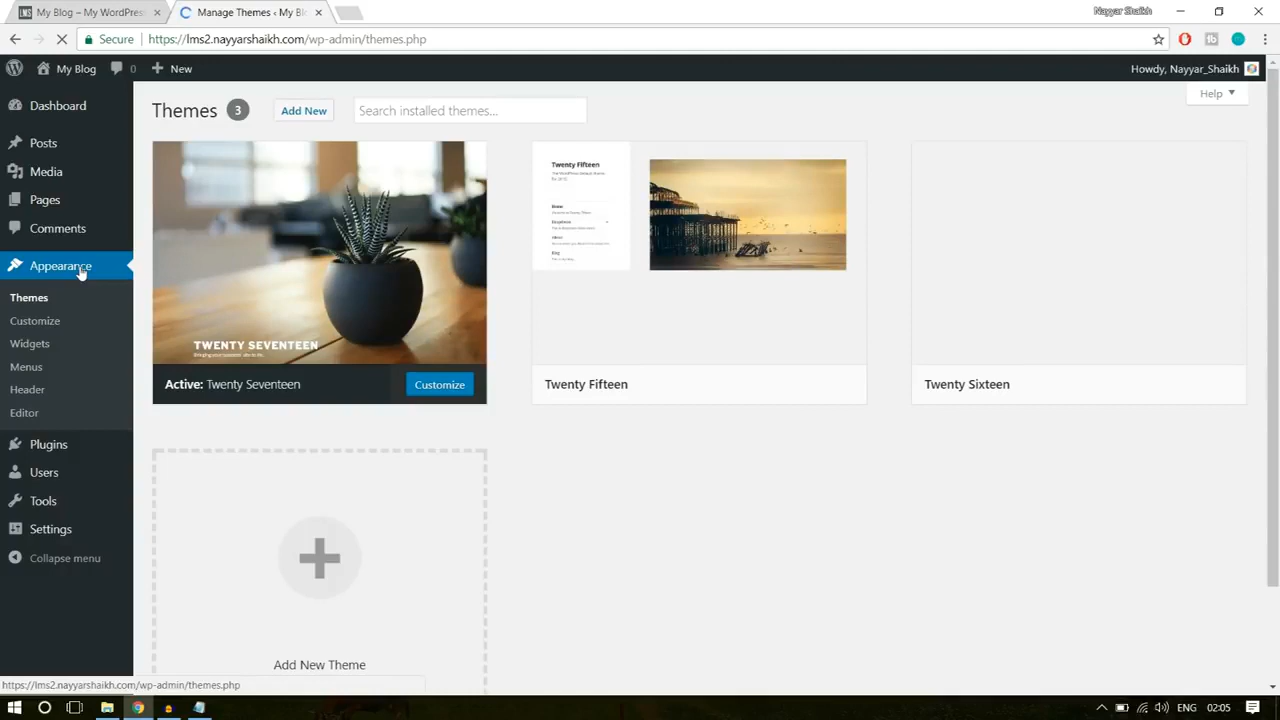 My Blog – My WordPress
Manage Themes ‹ My Bl
Nayyar Shaikh
Secure
https://lms2.nayyarshaikh.com/wp-admin/themes.php
My Blog
0
New
Howdy, Nayyar_Shaikh
Dashboard
Posts
Media
Pages
Comments
Appearance
Themes
Customize
Widgets
Menus
Header
Editor
Plugins
Users
Tools
Settings
Collapse menu
Themes 3
Add New
Search installed themes...
Help
TWENTY SEVENTEEN
Active: Twenty Seventeen
Customize
Twenty Fifteen
Twenty Fifteen
Twenty Sixteen
Add New Theme
https://lms2.nayyarshaikh.com/wp-admin/themes.php
ENG
02:05